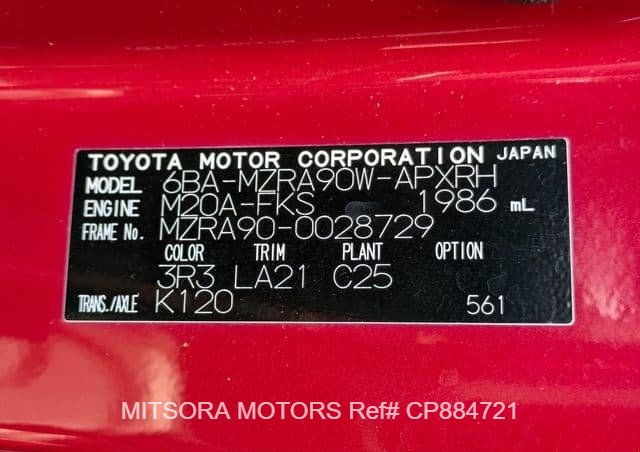 TOYOTA MOTOR CORPORATION JAPAN
MODEL 6BA-MZRA90W-APXRH
ENGINE M20A-FKS 1986 mL
FRAME No. MZRA90-0028729
COLOR TRIM PLANT OPTION
3R3 LA21 C25
TRANS./AXLE K120 561
MITSORA MOTORS Ref# CP884721